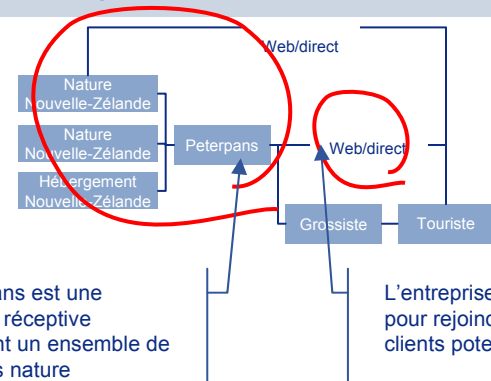 Web/direct
Nature
Nouvelle-Zélande
Nature
Nouvelle-Zélande
Peterpans
Web/direct
Hébergement
Nouvelle-Zélande
Grossiste
Touriste
ans est une
réceptive
nt un ensemble de
s nature
L'entreprise
pour rejoin
clients pote